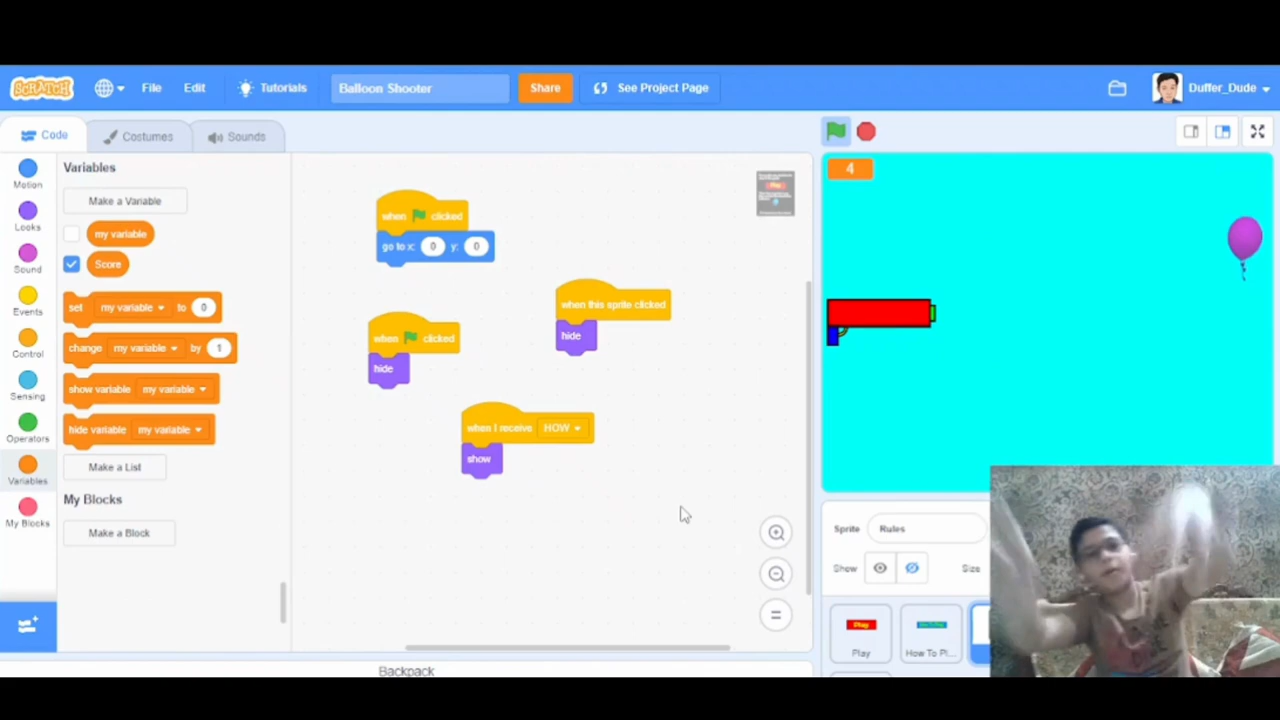 SCRATCH
File
Edit
Tutorials
Balloon Shooter
Share
See Project Page
Duffer_Dude
Code
Costumes
Sounds
Motion
Looks
Sound
Events
Control
Sensing
Operators
Variables
My Blocks
Variables
Make a Variable
my variable
Score
set my variable to 0
change my variable by 1
show variable my variable
hide variable my variable
Make a List
My Blocks
Make a Block
when clicked
go to x: 0 y: 0
when this sprite clicked
hide
when clicked
hide
when I receive HOW
show
Backpack
4
Sprite Rules
Show
Size
Play
Play
How To Pl...